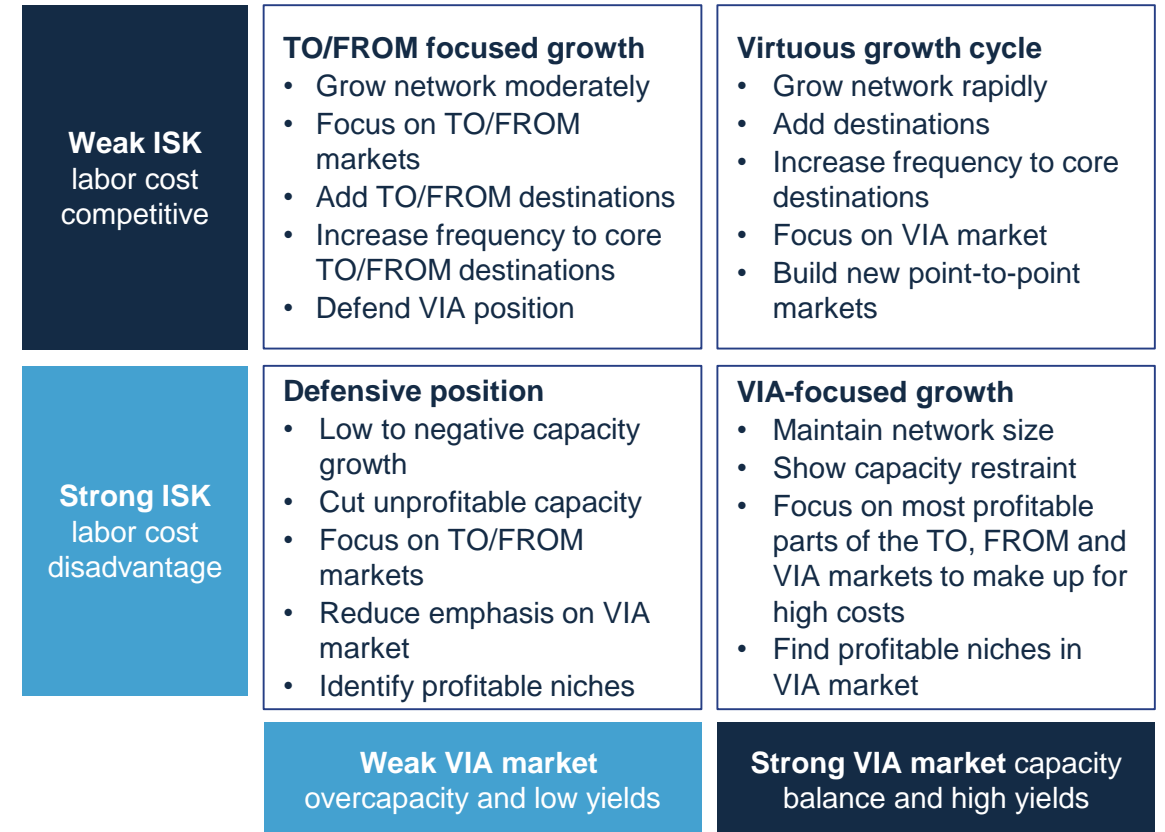 Weak ISK
labor cost
competitive
TO/FROM focused growth
• Grow network moderately
• Focus on TO/FROM
markets
• Add TO/FROM destinations
• Increase frequency to core
TO/FROM destinations
• Defend VIA position
Virtuous growth cycle
• Grow network rapidly
• Add destinations
• Increase frequency to core
destinations
• Focus on VIA market
• Build new point-to-point
markets
Strong ISK
labor cost
disadvantage
Defensive position
• Low to negative capacity
growth
• Cut unprofitable capacity
• Focus on TO/FROM
markets
• Reduce emphasis on VIA
market
• Identify profitable niches
VIA-focused growth
• Maintain network size
• Show capacity restraint
• Focus on most profitable
parts of the TO, FROM and
VIA markets to make up for
high costs
• Find profitable niches in
VIA market
Weak VIA market
overcapacity and low yields
Strong VIA market capacity
balance and high yields